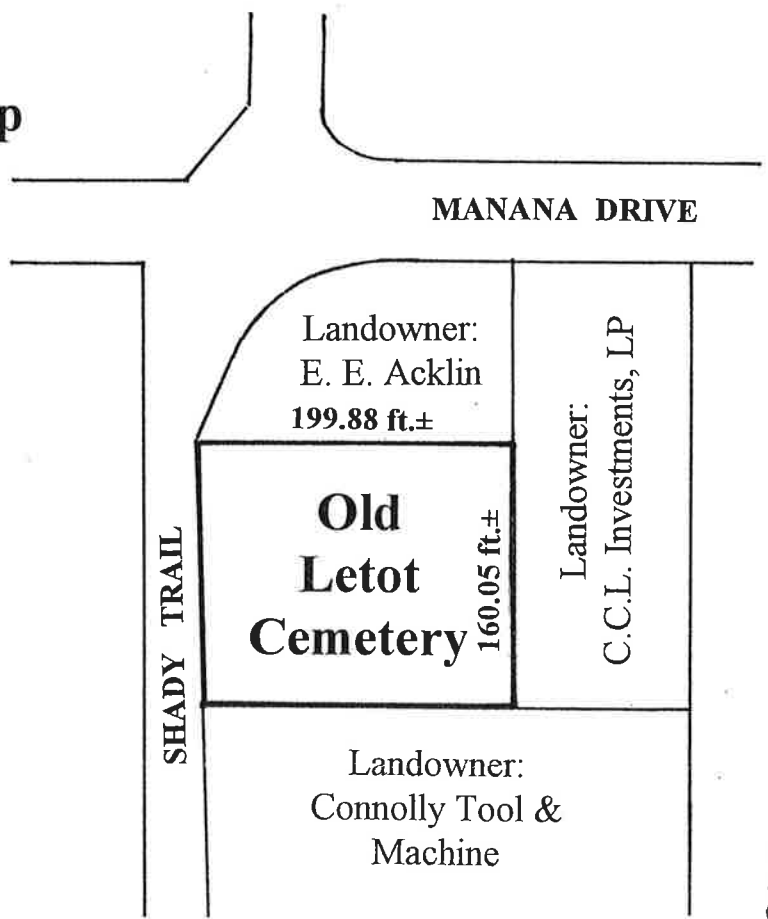 p
MANANA DRIVE
Landowner:
E. E. Acklin
199.88 ft.±
Landowner:
C.C.L. Investments, LP
Old
Letot
Cemetery
160.05 ft.±
SHADY TRAIL
Landowner:
Connolly Tool &
Machine